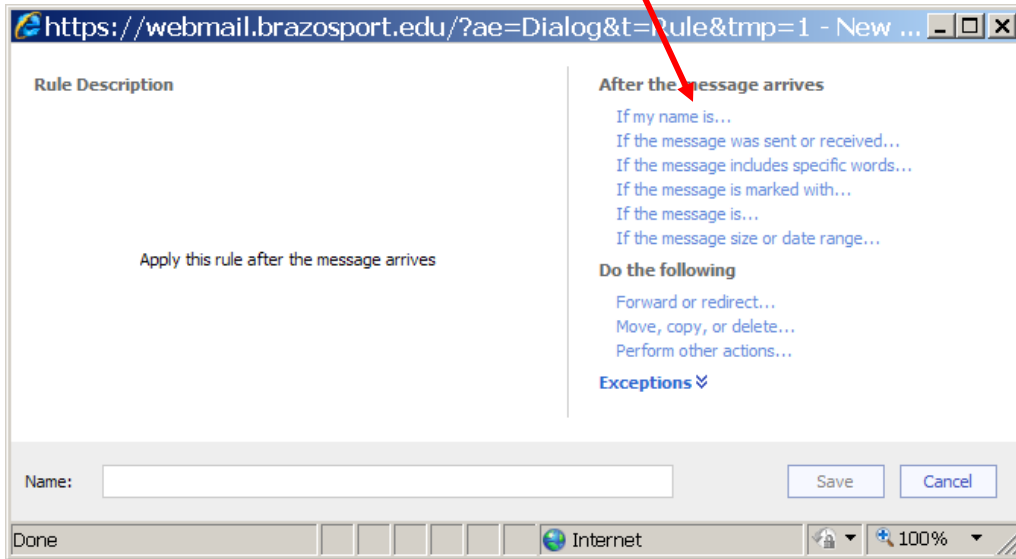 https://webmail.brazosport.edu/?ae=Dialog&t=Rule&tmp=1 - New ...
Rule Description
Apply this rule after the message arrives
After the message arrives
If my name is...
If the message was sent or received...
If the message includes specific words...
If the message is marked with...
If the message is...
If the message size or date range...
Do the following
Forward or redirect...
Move, copy, or delete...
Perform other actions...
Exceptions
Name:
Save
Cancel
Done
Internet
100%